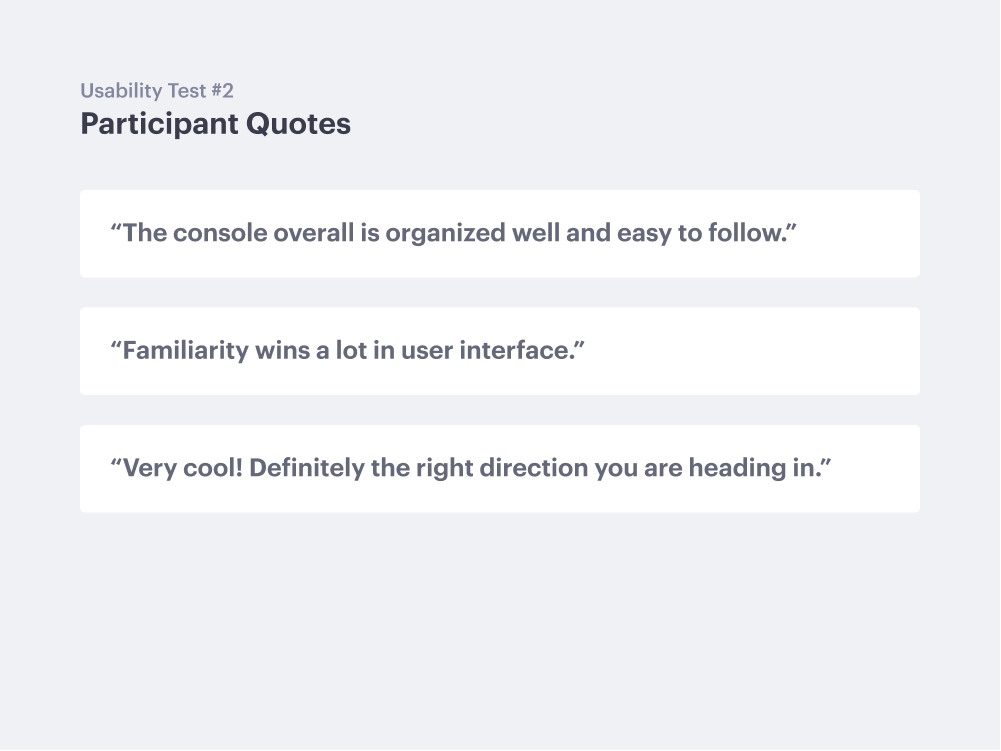 Usability Test #2
Participant Quotes
“The console overall is organized well and easy to follow.”
“Familiarity wins a lot in user interface.”
“Very cool! Definitely the right direction you are heading in.”